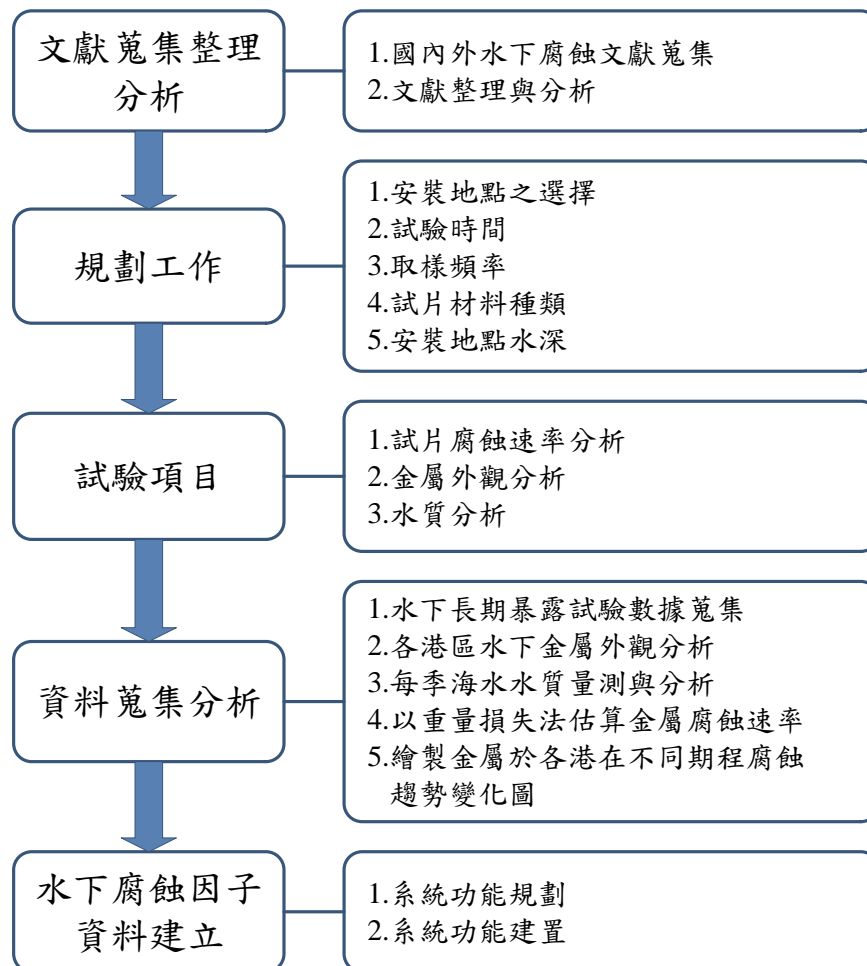 文獻蒐集整理
分析
1.國內外水下腐蝕文獻蒐集
2.文獻整理與分析
規劃工作
1.安裝地點之選擇
2.試驗時間
3.取樣頻率
4.試片材料種類
5.安裝地點水深
試驗項目
1.試片腐蝕速率分析
2.金屬外觀分析
3.水質分析
資料蒐集分析
1.水下長期暴露試驗數據蒐集
2.各港區水下金屬外觀分析
3.每季海水水質量測與分析
4.以重量損失法估算金屬腐蝕速率
5.繪製金屬於各港在不同期程腐蝕
趨勢變化圖
水下腐蝕因子
資料建立
1.系統功能規劃
2.系統功能建置